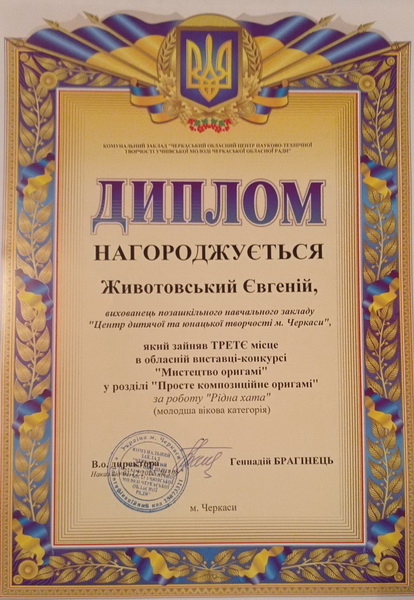 КОМУНАЛЬНИЙ ЗАКЛАД "ЧЕРКАСЬКИЙ ОБЛАСНИЙ ЦЕНТР НАУКОВО-ТЕХНІЧНОЇ
ТВОРЧОСТІ УЧНІВСЬКОЇ МОЛОДІ ЧЕРКАСЬКОЇ ОБЛАСНОЇ РАДИ"
ДИПЛОМ
НАГОРОДЖУЄТЬСЯ
Животовський Євгеній,
вихованець позашкільного навчального закладу
"Центр дитячої та юнацької творчості м. Черкаси",
який зайняв ТРЕТЄ місце
в обласній виставці-конкурсі
"Мистецтво оригамі"
у розділі "Просте композиційне оригамі"
за роботу "Рідна хата"
(молодша вікова категорія)
В.о. директора
Геннадій БРАГІНЕЦЬ
м. Черкаси